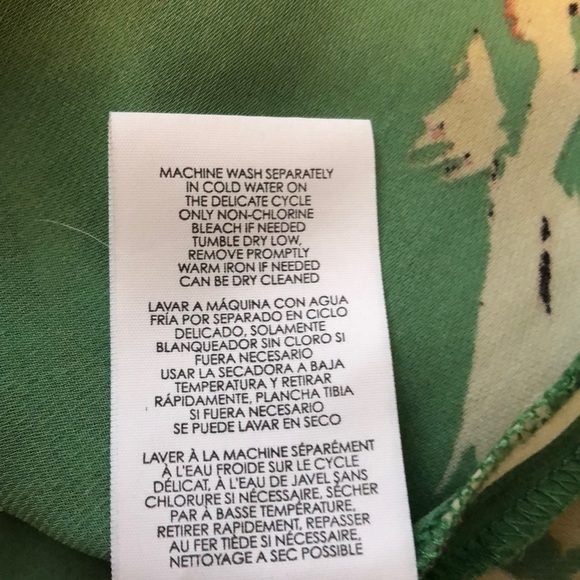 MACHINE WASH SEPARATELY
IN COLD WATER ON
THE DELICATE CYCLE
ONLY NON-CHLORINE
BLEACH IF NEEDED
TUMBLE DRY LOW,
REMOVE PROMPTLY
WARM IRON IF NEEDED
CAN BE DRY CLEANED
LAVAR A MÁQUINA CON AGUA
FRÍA POR SEPARADO EN CICLO
DELICADO, SOLAMENTE
BLANQUEADOR SIN CLORO SI
FUERA NECESARIO
USAR LA SECADORA A BAJA
TEMPERATURA Y RETIRAR
RÁPIDAMENTE, PLANCHA TIBIA
SI FUERA NECESARIO
SE PUEDE LAVAR EN SECO
LAVER À LA MACHINE SÉPARÉMENT
À L'EAU FROIDE SUR LE CYCLE
DÉLICAT, À L'EAU DE JAVEL SANS
CHLORURE SI NÉCESSAIRE, SÉCHER
PAR À BASSE TEMPÉRATURE,
RETIRER RAPIDEMENT, REPASSER
AU FER TIÈDE SI NÉCESSAIRE,
NETTOYAGE A SEC POSSIBLE